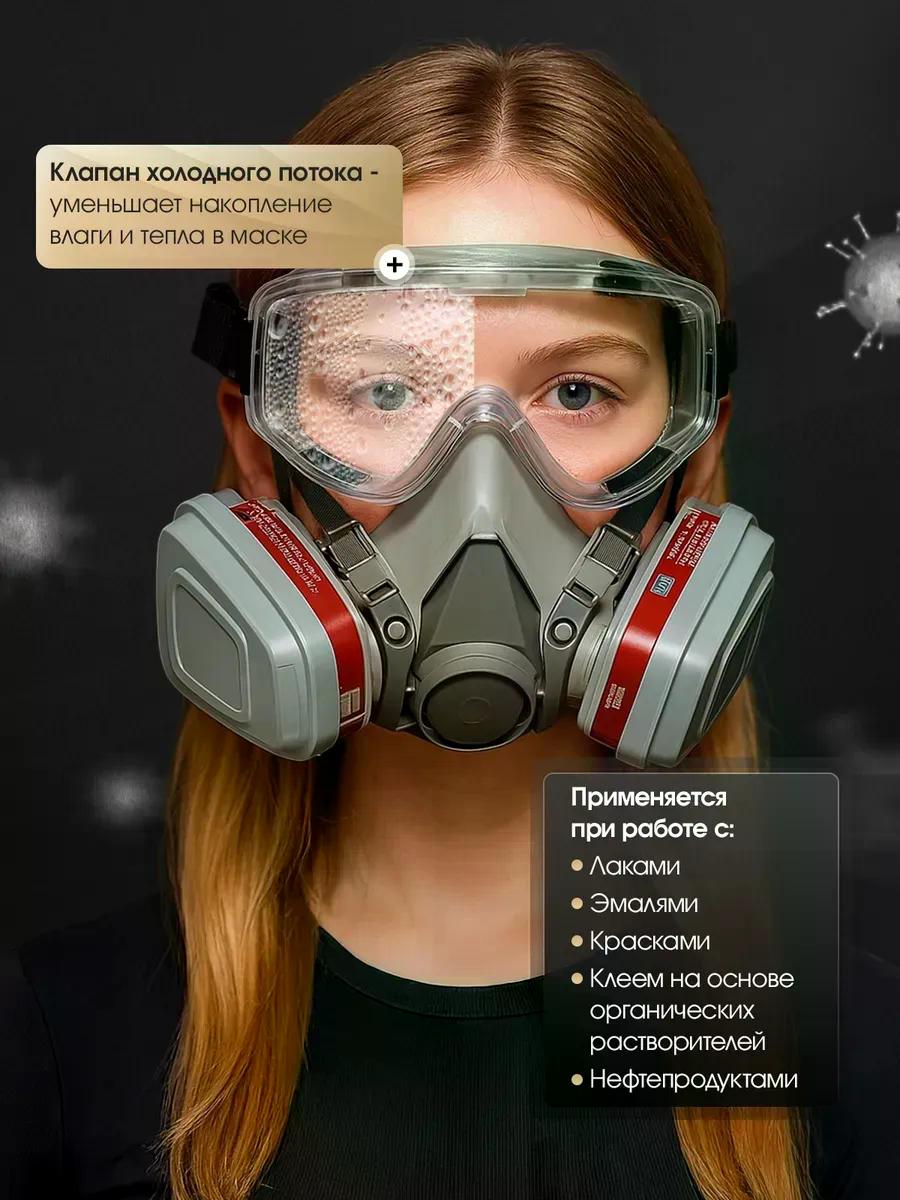 Клапан холодного потока -
уменьшает накопление
влаги и тепла в маске
+
Применяется
при работе с:
Лаками
Эмалями
Красками
Клеем на основе
органических
растворителей
Нефтепродуктами